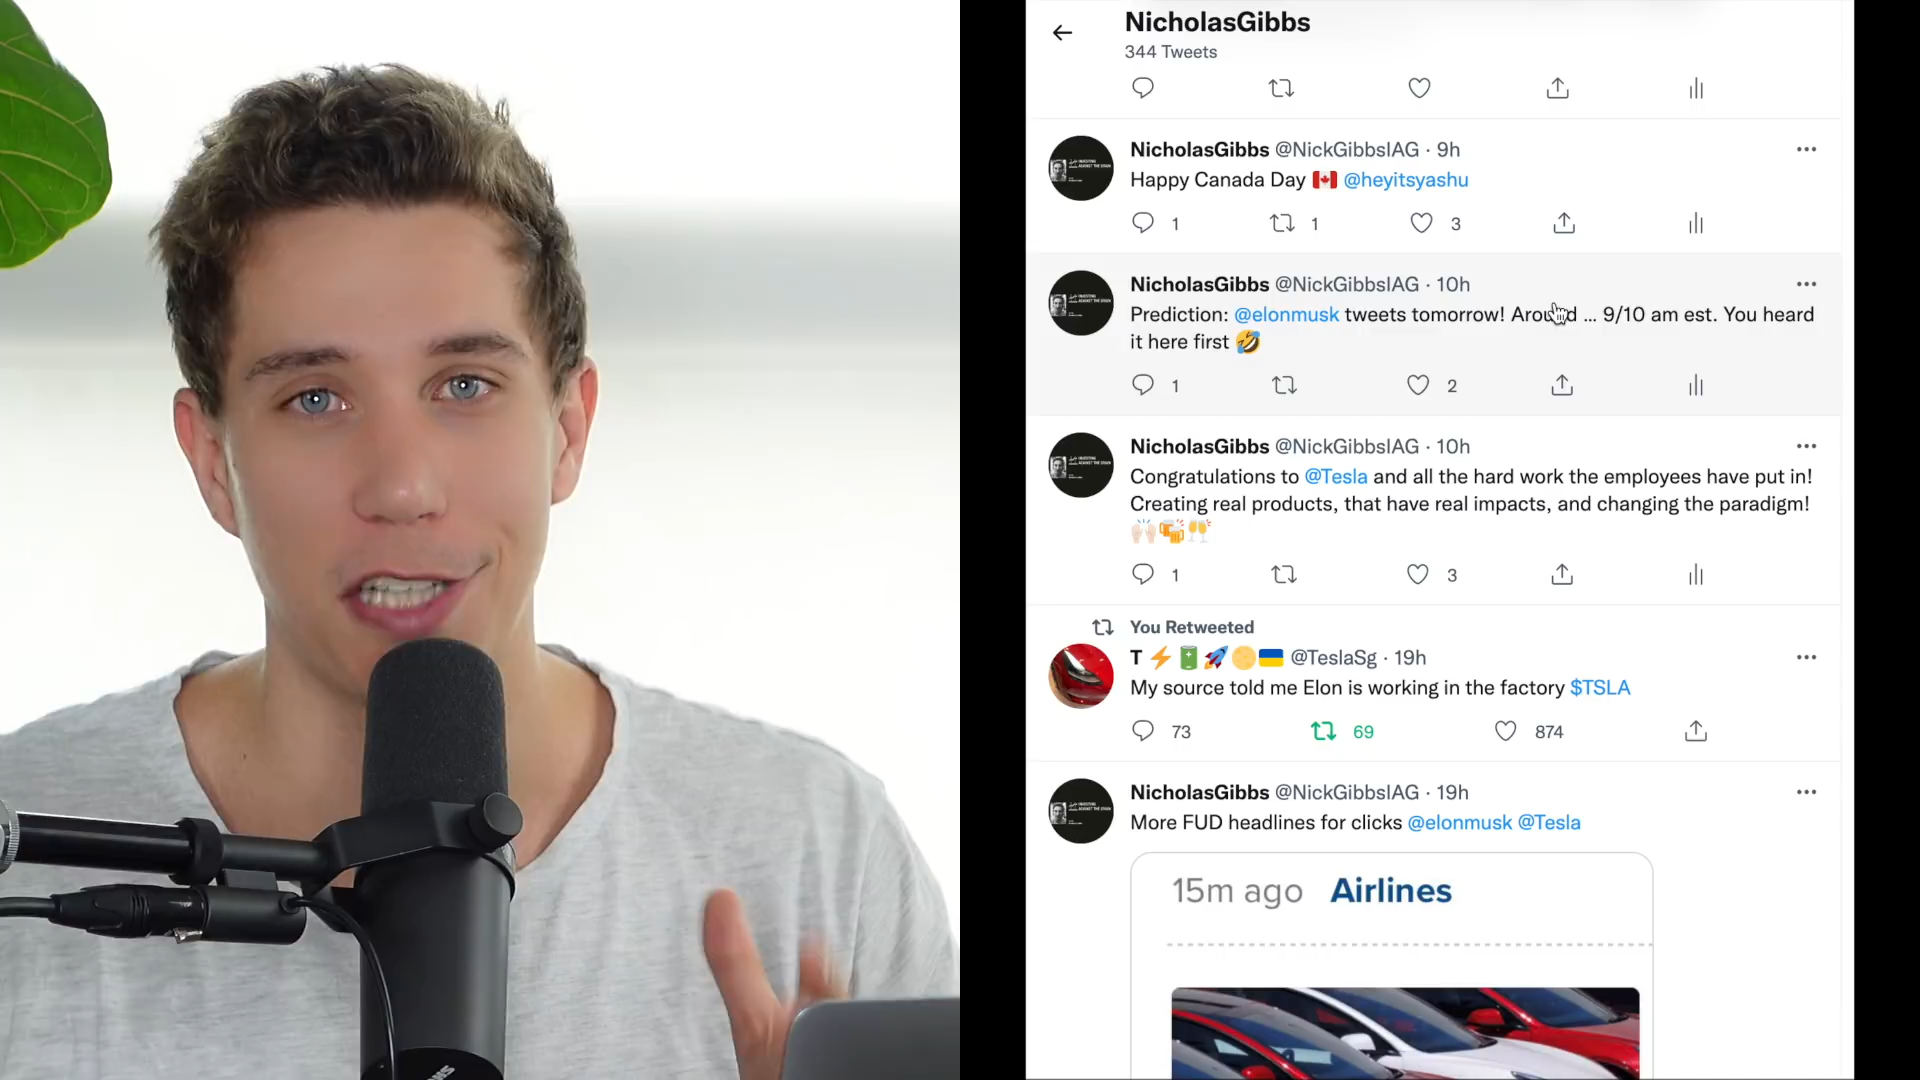 NicholasGibbs
344 Tweets
NicholasGibbs @NickGibbsIAG · 9h
Happy Canada Day 🇨🇦 @heyitsyashu
1 1 3
NicholasGibbs @NickGibbsIAG · 10h
Prediction: @elonmusk tweets tomorrow! Around ... 9/10 am est. You heard
it here first 🤣
1 2
NicholasGibbs @NickGibbsIAG · 10h
Congratulations to @Tesla and all the hard work the employees have put in!
Creating real products, that have real impacts, and changing the paradigm!
🙌🏻🍻🥂
1 3
You Retweeted
T ⚡🔋🚀🌕🇺🇦 @TeslaSg · 19h
My source told me Elon is working in the factory $TSLA
73 69 874
NicholasGibbs @NickGibbsIAG · 19h
More FUD headlines for clicks @elonmusk @Tesla
15m ago Airlines